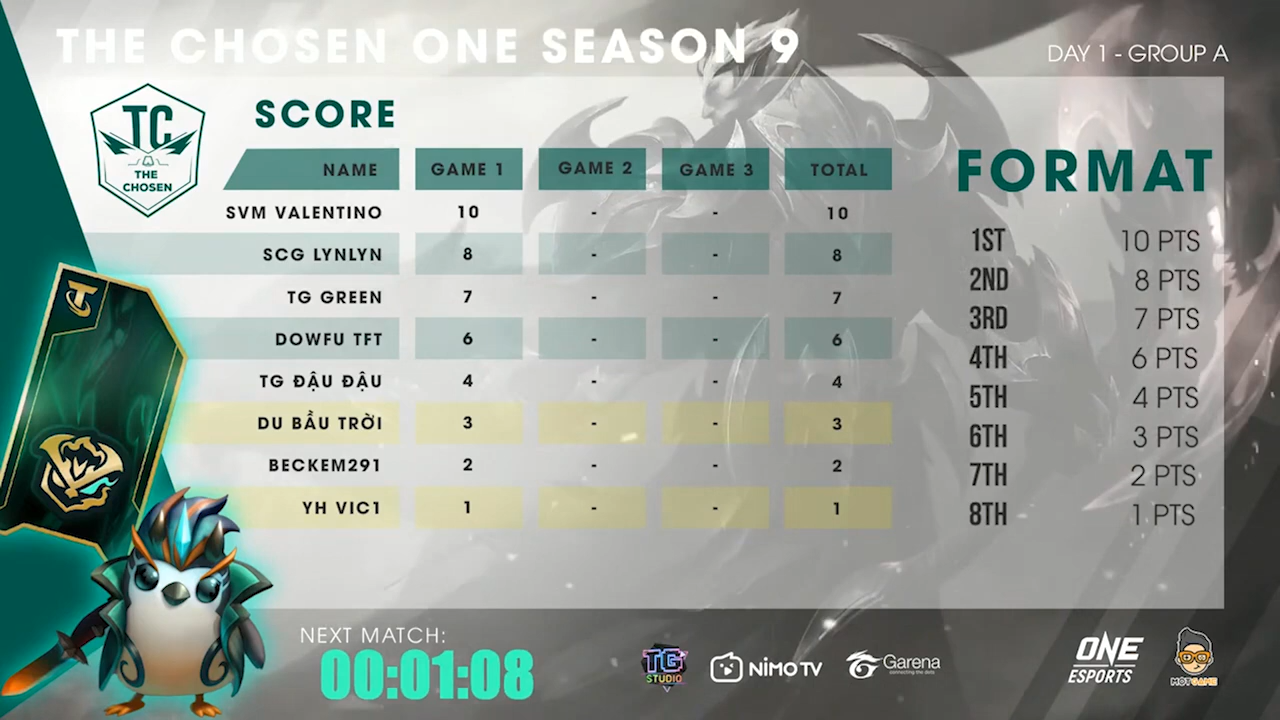 THE CHOSEN ONE SEASON 9
DAY 1 - GROUP A
TC
THE
CHOSEN
SCORE
NAME GAME 1 GAME 2 GAME 3 TOTAL
SVM VALENTINO 10 - - 10
SCG LYNLYN 8 - - 8
TG GREEN 7 - - 7
DOWFU TFT 6 - - 6
TG ĐẬU ĐẬU 4 - - 4
DU BẦU TRỜI 3 - - 3
BECKEM291 2 - - 2
YH VIC1 1 - - 1
FORMAT
1ST 10 PTS
2ND 8 PTS
3RD 7 PTS
4TH 6 PTS
5TH 4 PTS
6TH 3 PTS
7TH 2 PTS
8TH 1 PTS
NEXT MATCH:
00:01:08
TG
STUDIO
NIMO TV
Garena
connecting the dots
ONE
ESPORTS
MOTGAME